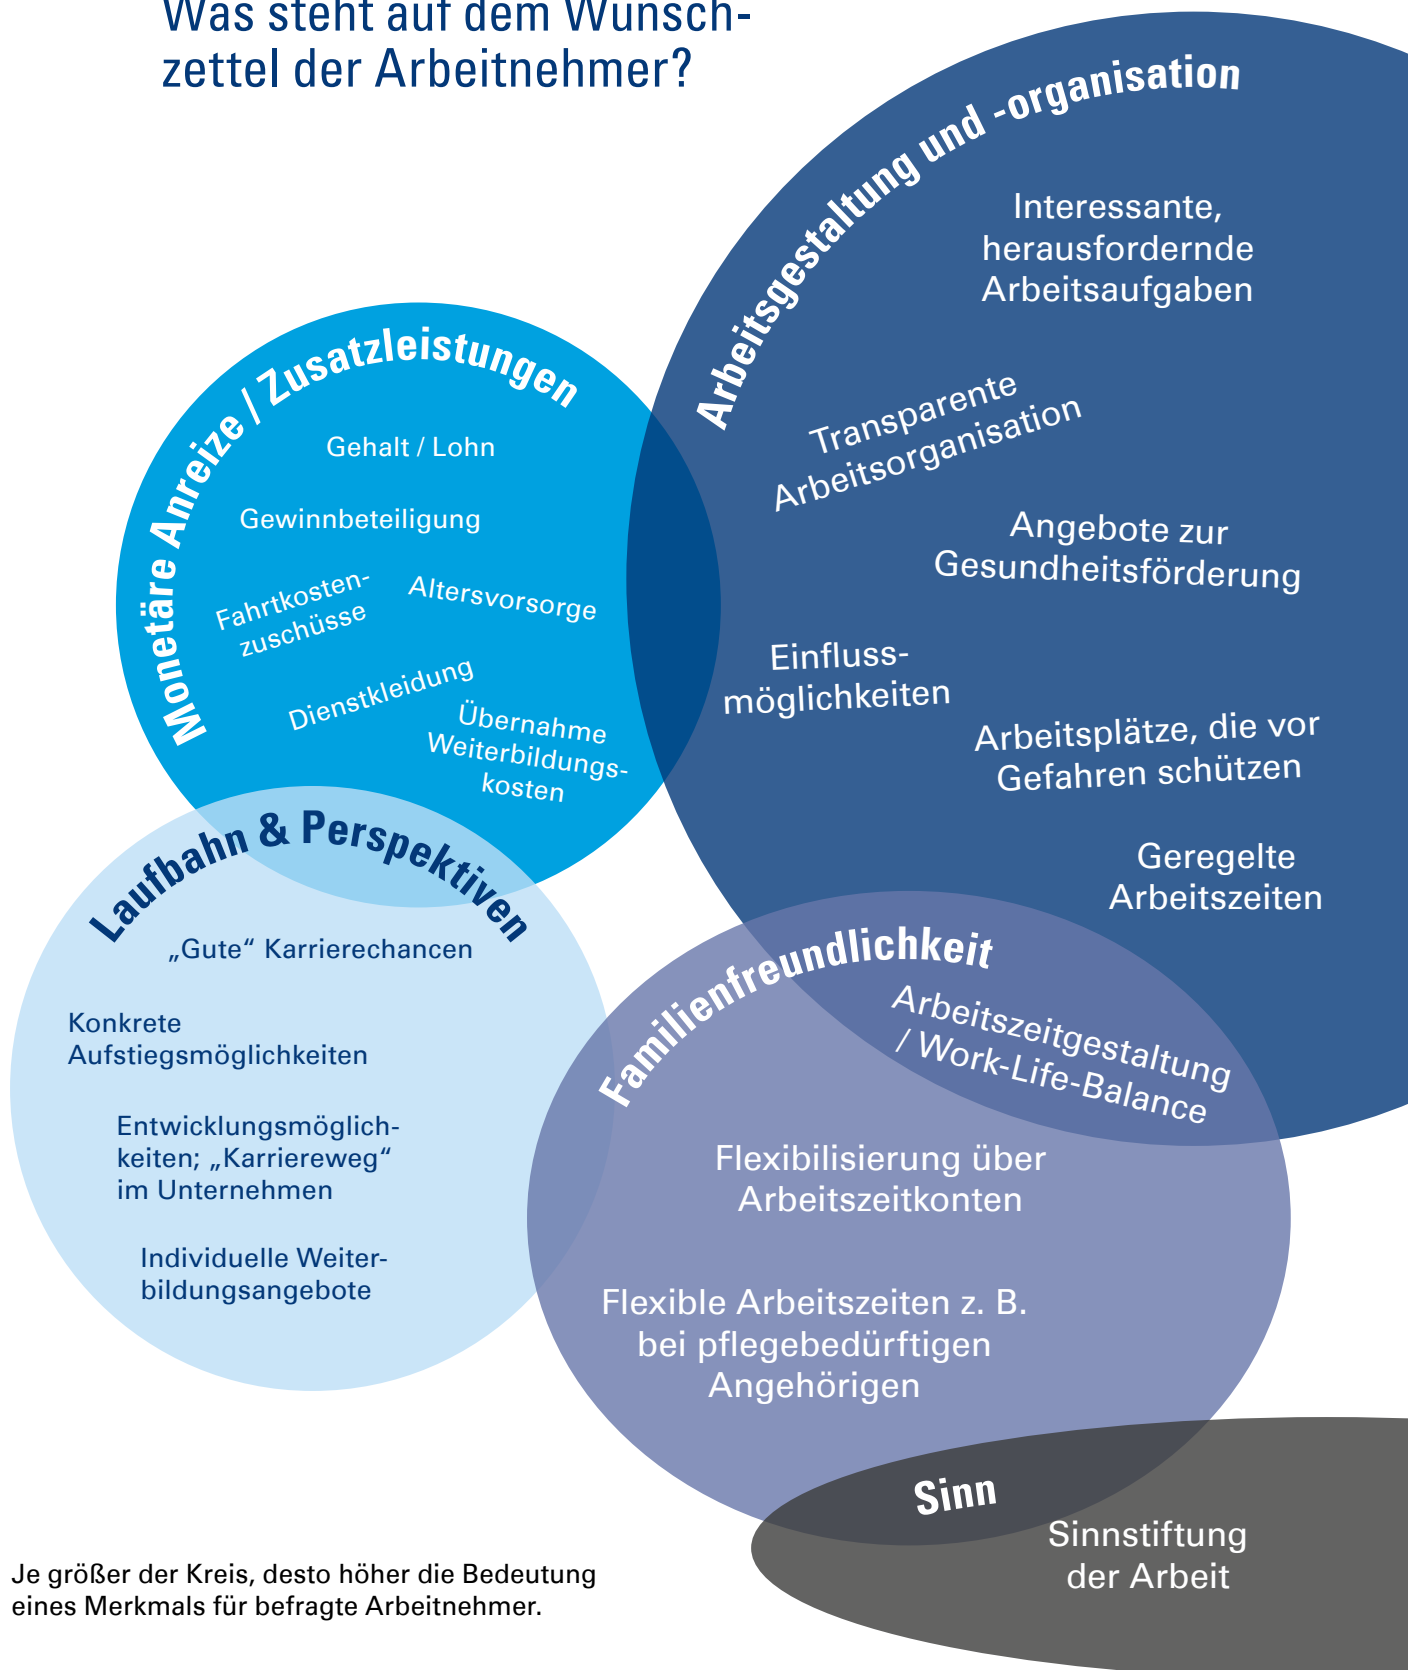 Was steht auf dem Wunsch-
zettel der Arbeitnehmer?
Arbeitsgestaltung und -organisation
Interessante,
herausfordernde
Arbeitsaufgaben
Transparente
Arbeitsorganisation
Angebote zur
Gesundheitsförderung
Einfluss-
möglichkeiten
Arbeitsplätze, die vor
Gefahren schützen
Geregelte
Arbeitszeiten
Monetäre Anreize / Zusatzleistungen
Gehalt / Lohn
Gewinnbeteiligung
Fahrtkosten-
zuschüsse
Altersvorsorge
Dienstkleidung
Übernahme
Weiterbildungs-
kosten
Laufbahn & Perspektiven
„Gute“ Karrierechancen
Konkrete
Aufstiegsmöglichkeiten
Entwicklungsmöglich-
keiten; „Karriereweg“
im Unternehmen
Individuelle Weiter-
bildungsangebote
Familienfreundlichkeit
Arbeitszeitgestaltung
/ Work-Life-Balance
Flexibilisierung über
Arbeitszeitkonten
Flexible Arbeitszeiten z. B.
bei pflegebedürftigen
Angehörigen
Sinn
Sinnstiftung
der Arbeit
Je größer der Kreis, desto höher die Bedeutung
eines Merkmals für befragte Arbeitnehmer.